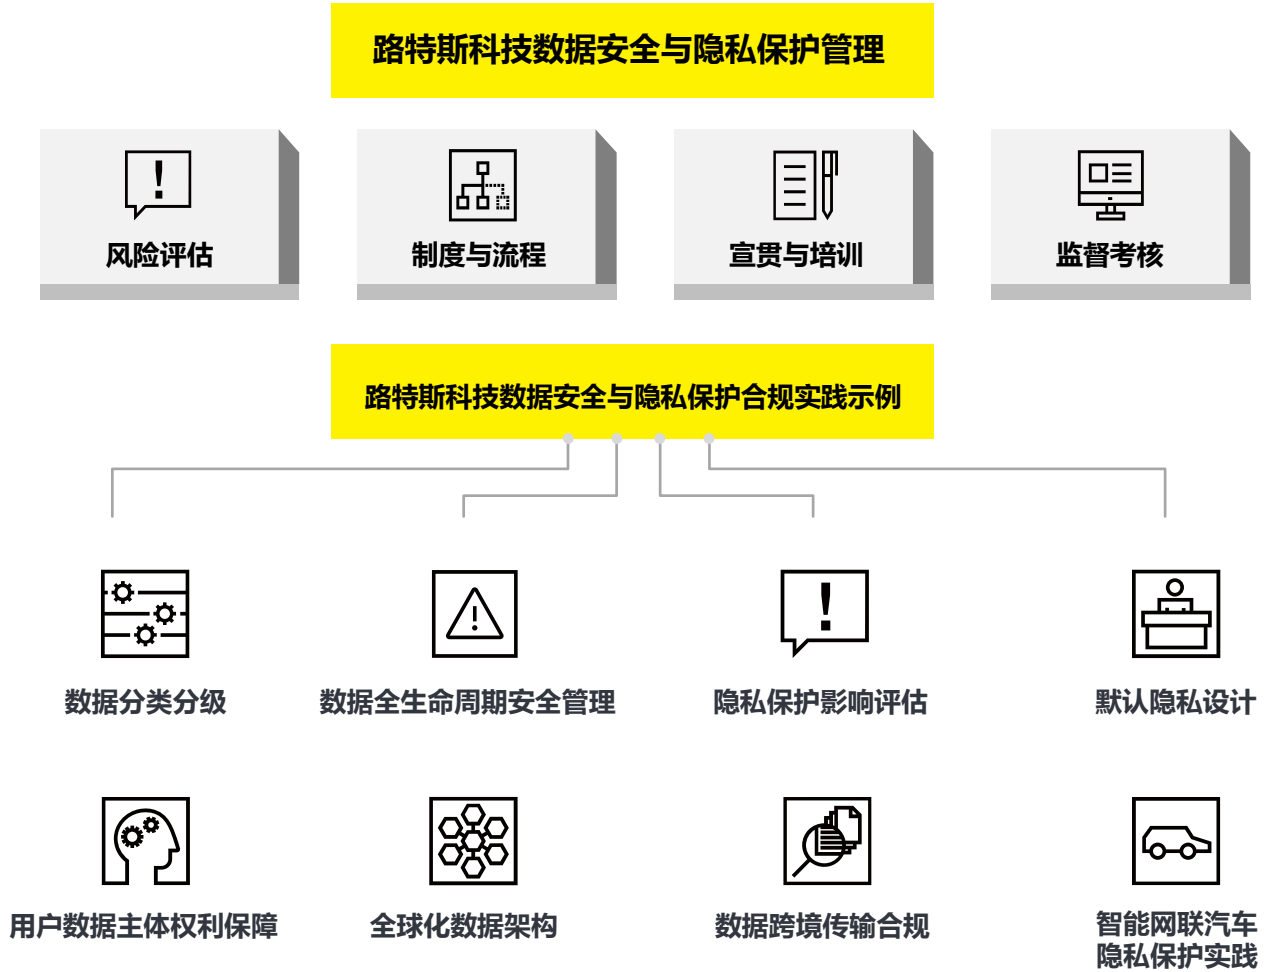 路特斯科技数据安全与隐私保护管理
风险评估
制度与流程
宣贯与培训
监督考核
路特斯科技数据安全与隐私保护合规实践示例
数据分类分级
数据全生命周期安全管理
隐私保护影响评估
默认隐私设计
用户数据主体权利保障
全球化数据架构
数据跨境传输合规
智能网联汽车
隐私保护实践